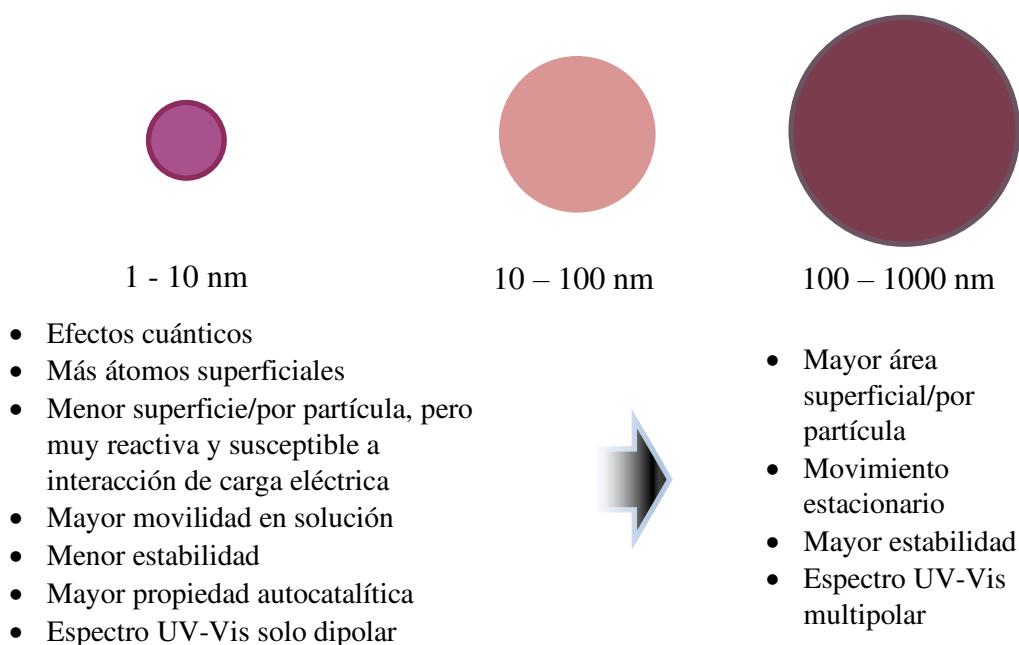 1 - 10 nm
10 – 100 nm
100 – 1000 nm
• Efectos cuánticos
• Más átomos superficiales
• Menor superficie/por partícula, pero
muy reactiva y susceptible a
interacción de carga eléctrica
• Mayor movilidad en solución
• Menor estabilidad
• Mayor propiedad autocatalítica
• Espectro UV-Vis solo dipolar
• Mayor área
superficial/por
partícula
• Movimiento
estacionario
• Mayor estabilidad
• Espectro UV-Vis
multipolar